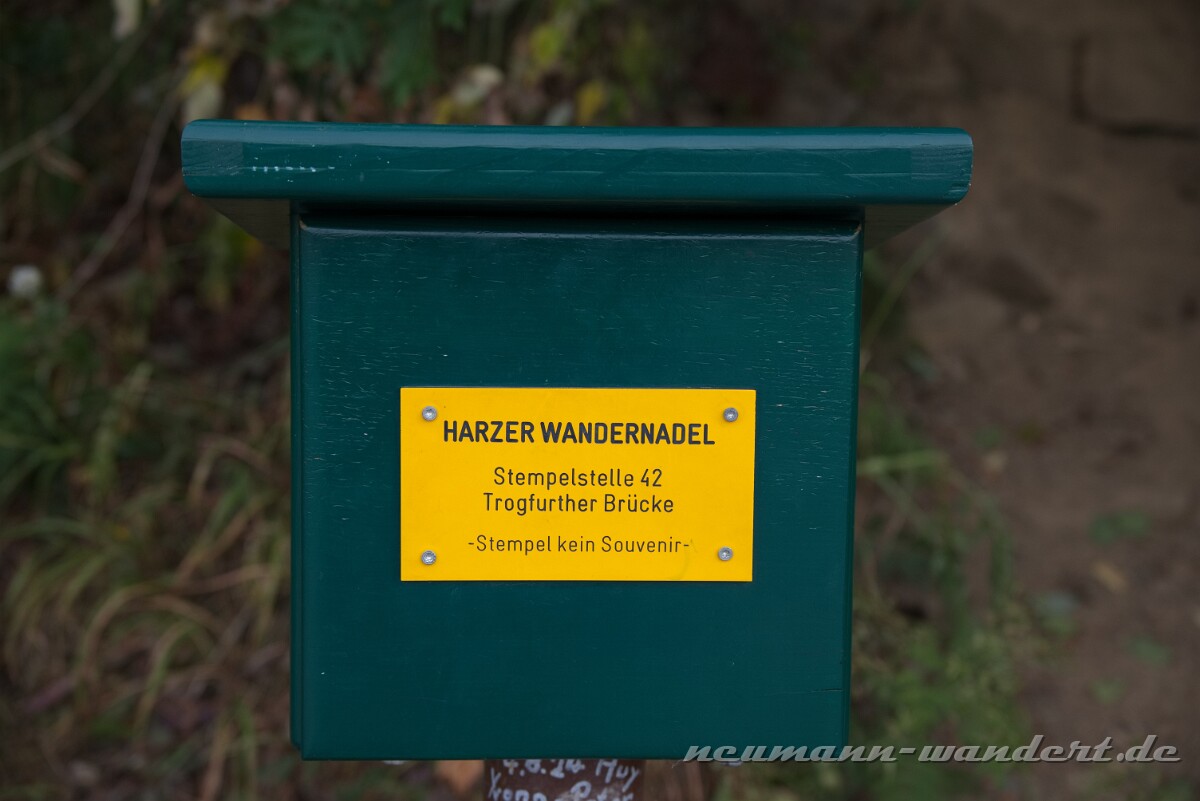 HARZER WANDERNADEL
Stempelstelle 42
Trogfurther Brücke
-Stempel kein Souvenir-
neumann-wandert.de